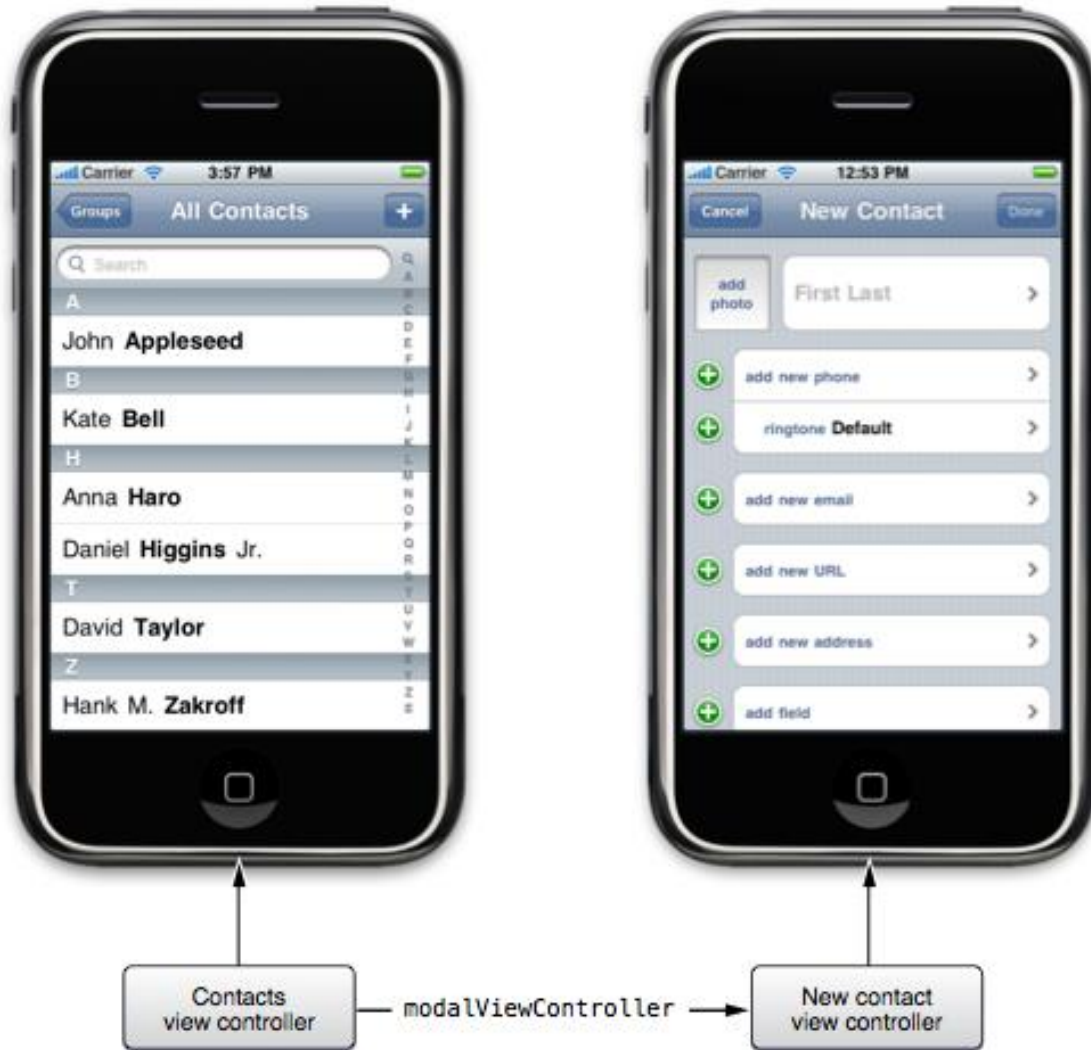 Carrier 3:57 PM
Groups All Contacts +
Search
A
John Appleseed
B
Kate Bell
H
Anna Haro
Daniel Higgins Jr.
T
David Taylor
Z
Hank M. Zakroff
A
C
D
E
F
G
H
I
J
K
L
M
N
O
P
Q
R
S
T
U
V
W
Z
#
Carrier 12:53 PM
Cancel New Contact Done
add
photo
First Last
add new phone
ringtone Default
add new email
add new URL
add new address
add field
Contacts
view controller
modalViewController
New contact
view controller